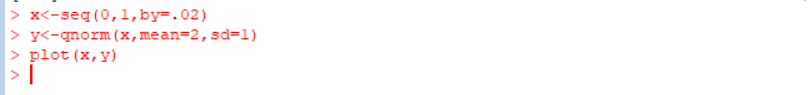 > x<-seq(0,1,by=.02)
> y<-qnorm(x,mean=2,sd=1)
> plot(x,y)
>